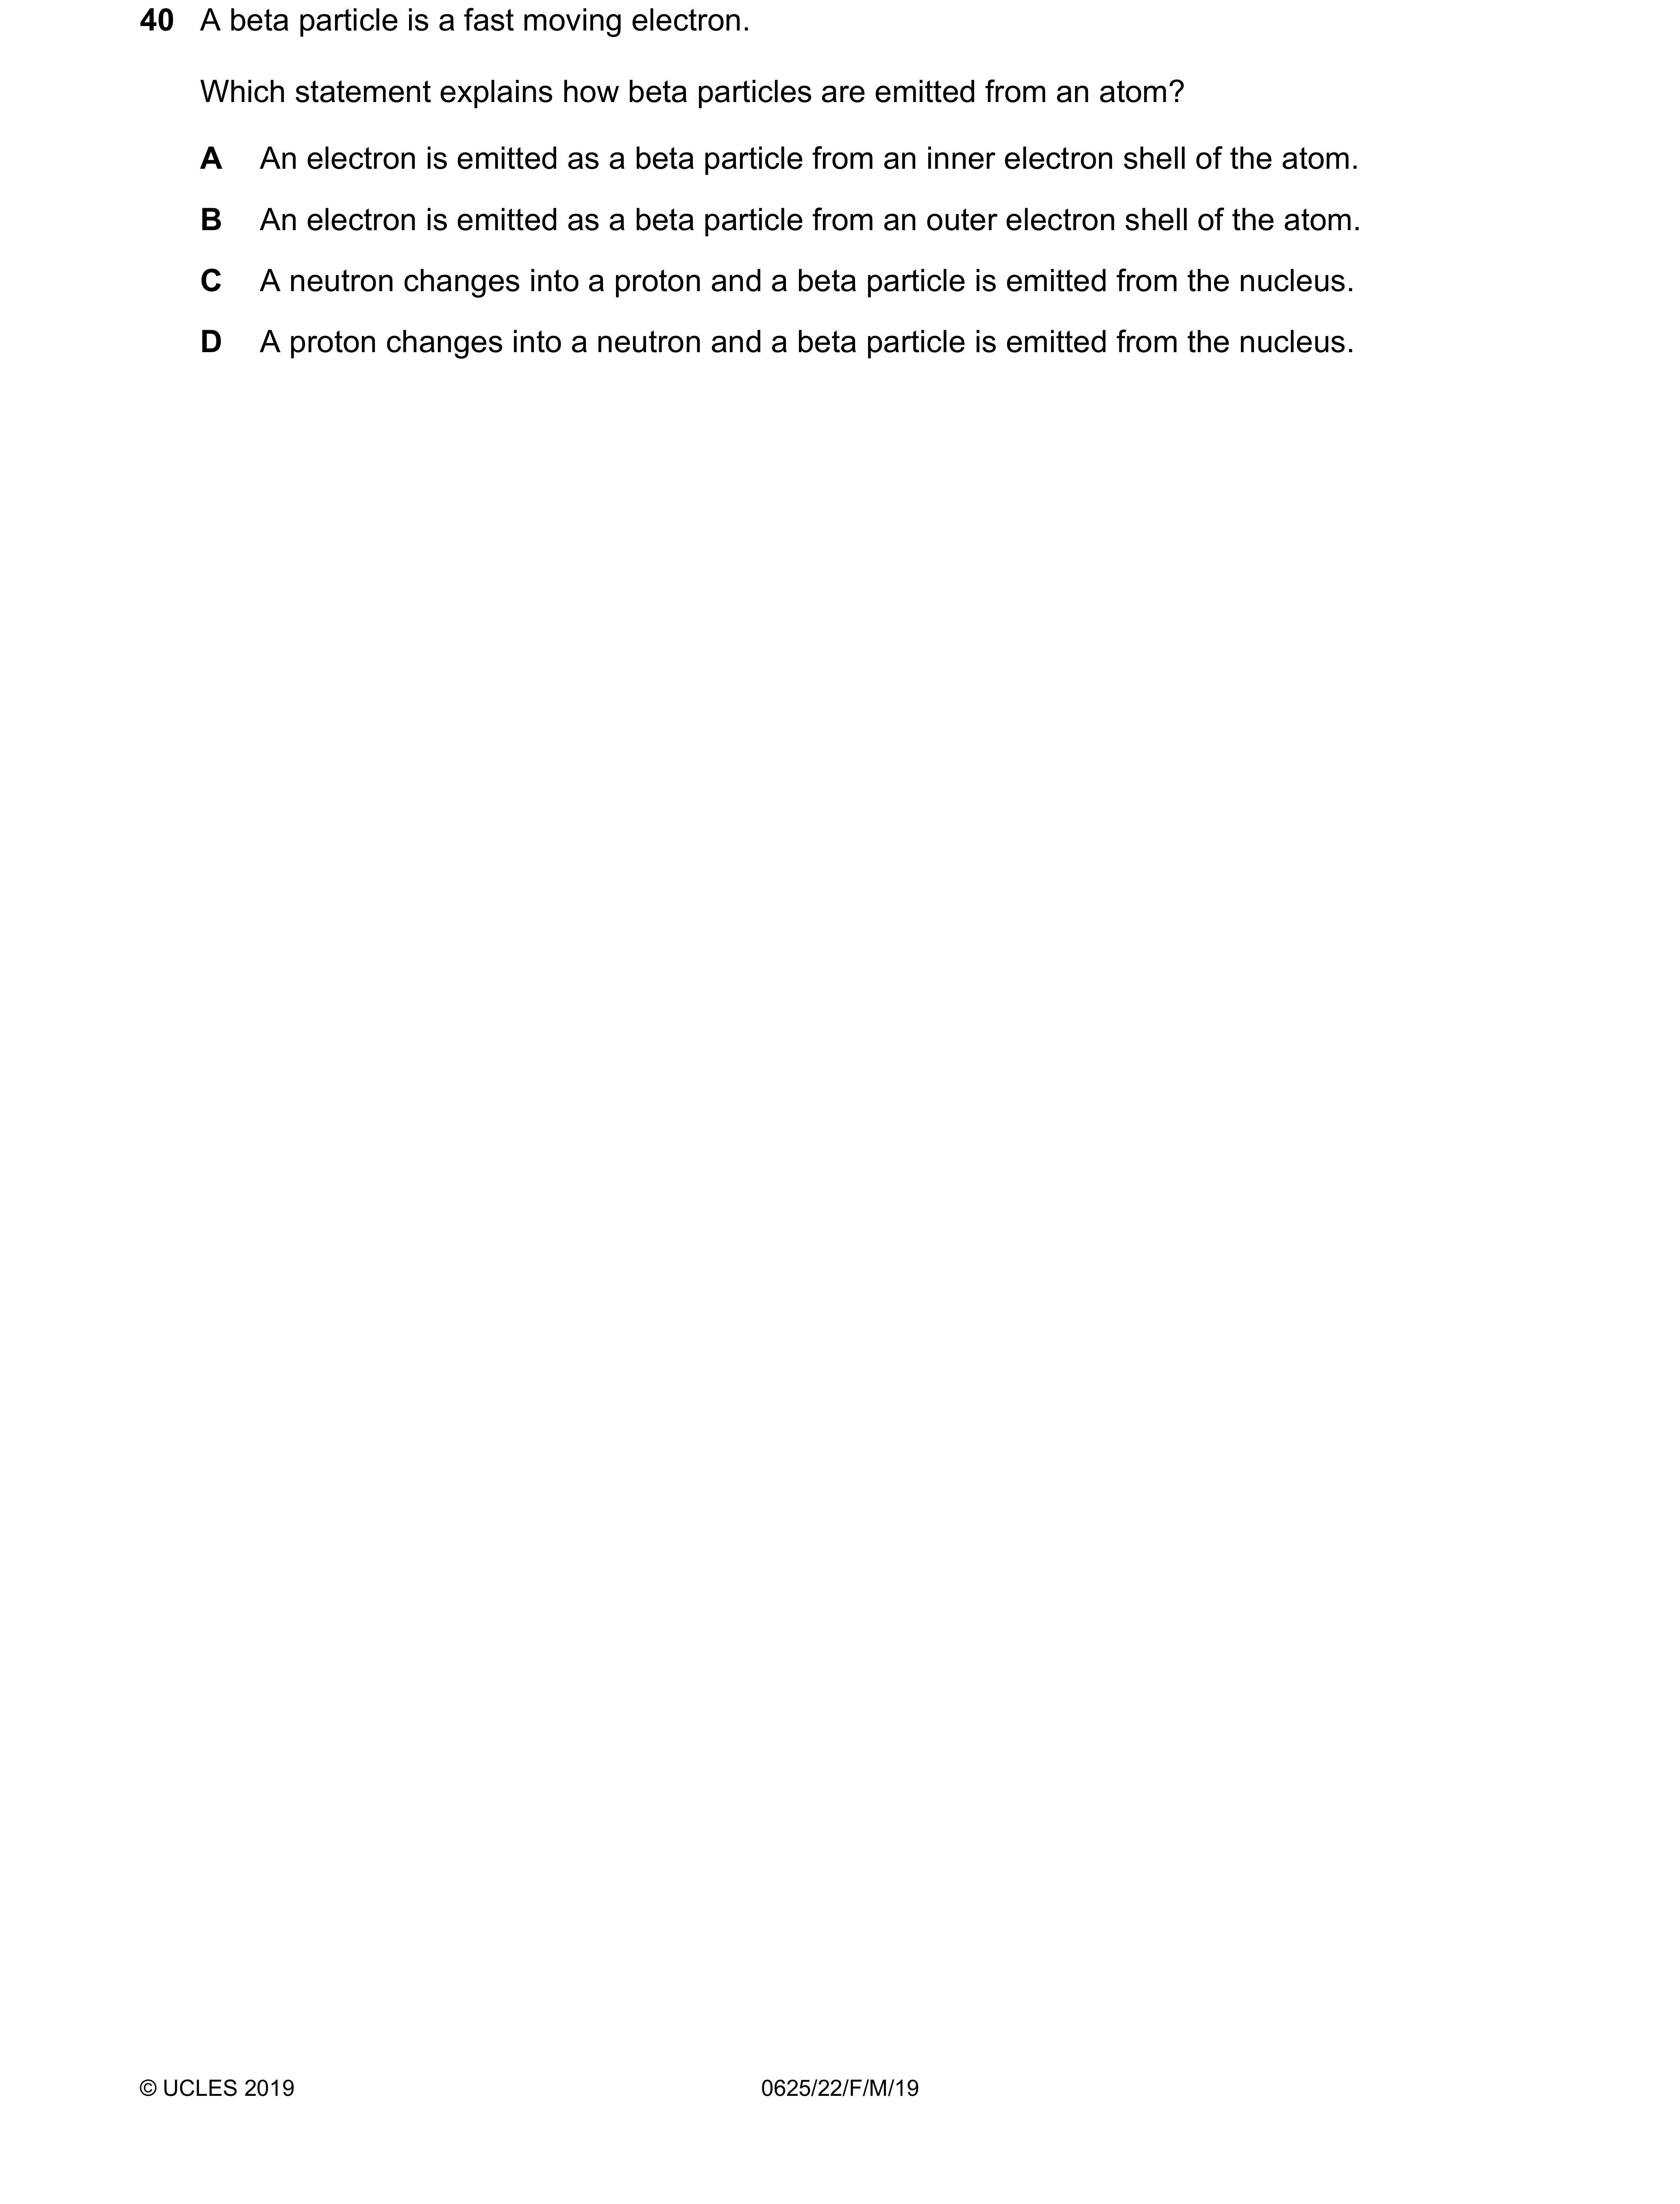 40 A beta particle is a fast moving electron.
Which statement explains how beta particles are emitted from an atom?
A An electron is emitted as a beta particle from an inner electron shell of the atom.
B An electron is emitted as a beta particle from an outer electron shell of the atom.
C A neutron changes into a proton and a beta particle is emitted from the nucleus.
D A proton changes into a neutron and a beta particle is emitted from the nucleus.
© UCLES 2019 0625/22/F/M/19